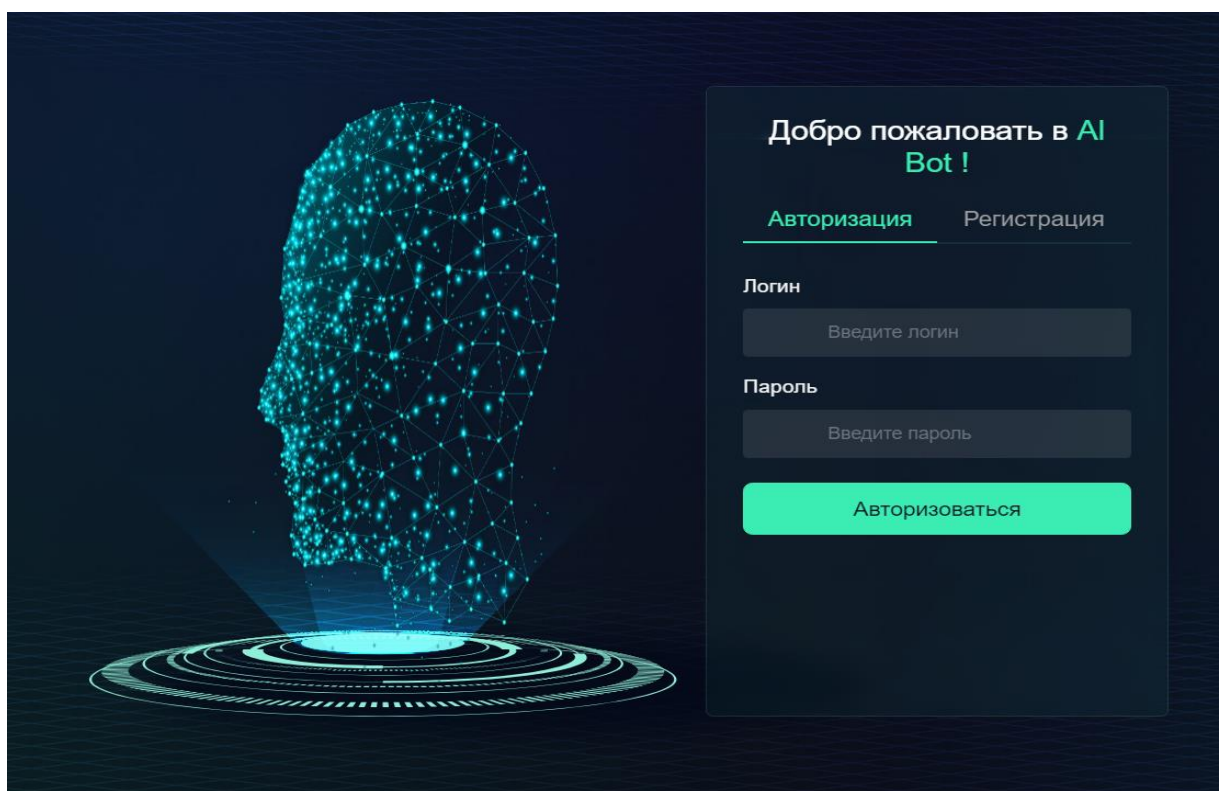 Добро пожаловать в AI
Bot !
Авторизация Регистрация
Логин
Введите логин
Пароль
Введите пароль
Авторизоваться